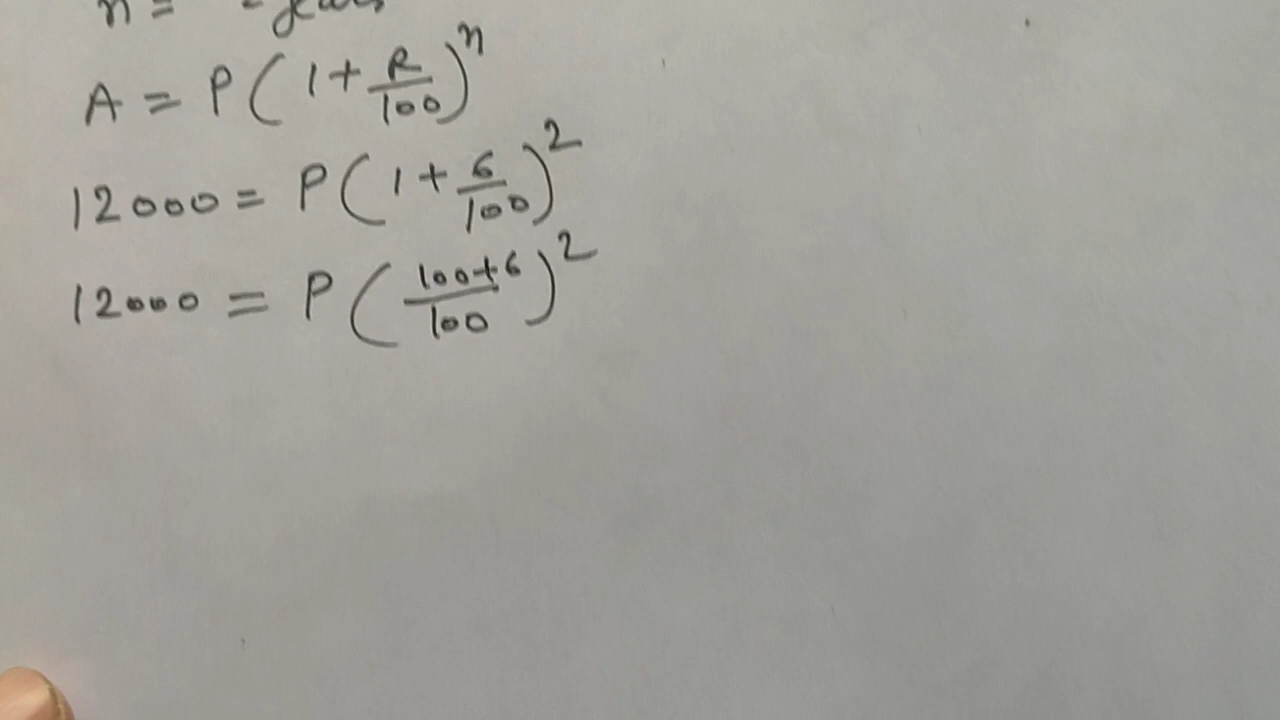 n =
A = P ( 1 + R/100 )^n
12000 = P ( 1 + 6/100 )^2
12000 = P ( 100+6/100 )^2